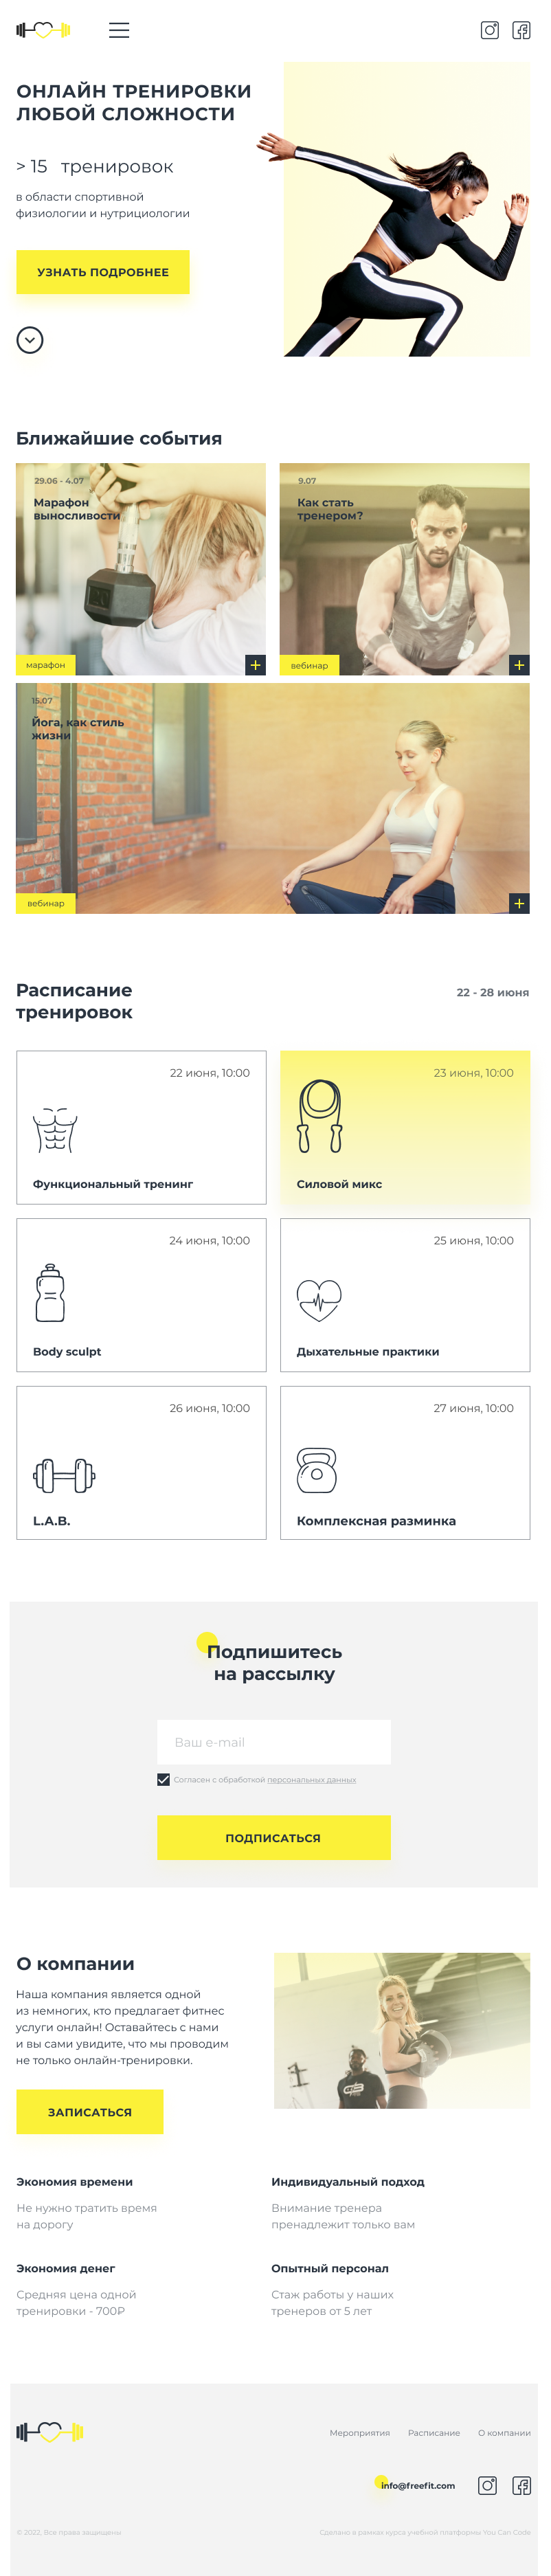 ОНЛАЙН ТРЕНИРОВКИ
ЛЮБОЙ СЛОЖНОСТИ
> 15 тренировок
в области спортивной
физиологии и нутрициологии
УЗНАТЬ ПОДРОБНЕЕ
Ближайшие события
29.06 - 4.07
Марафон
выносливости
марафон
9.07
Как стать
тренером?
вебинар
15.07
Йога, как стиль
жизни
вебинар
Расписание
тренировок
22 - 28 июня
22 июня, 10:00
Функциональный тренинг
23 июня, 10:00
Силовой микс
24 июня, 10:00
Body sculpt
25 июня, 10:00
Дыхательные практики
26 июня, 10:00
L.A.B.
27 июня, 10:00
Комплексная разминка
Подпишитесь
на рассылку
Ваш e-mail
Согласен с обработкой персональных данных
ПОДПИСАТЬСЯ
О компании
Наша компания является одной
из немногих, кто предлагает фитнес
услуги онлайн! Оставайтесь с нами
и вы сами увидите, что мы проводим
не только онлайн-тренировки.
ЗАПИСАТЬСЯ
Экономия времени
Не нужно тратить время
на дорогу
Индивидуальный подход
Внимание тренера
пренадлежит только вам
Экономия денег
Средняя цена одной
тренировки - 700₽
Опытный персонал
Стаж работы у наших
тренеров от 5 лет
Мероприятия Расписание О компании
info@freefit.com
© 2022, Все права защищены
Сделано в рамках курса учебной платформы You Can Code